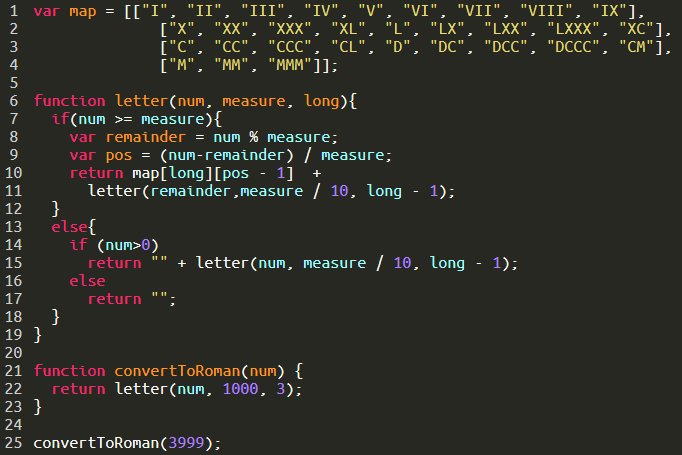 1 var map = [["I", "II", "III", "IV", "V", "VI", "VII", "VIII", "IX"],
2 ["X", "XX", "XXX", "XL", "L", "LX", "LXX", "LXXX", "XC"],
3 ["C", "CC", "CCC", "CL", "D", "DC", "DCC", "DCCC", "CM"],
4 ["M", "MM", "MMM"]];
5
6 function letter(num, measure, long){
7 if(num >= measure){
8 var remainder = num % measure;
9 var pos = (num-remainder) / measure;
10 return map[long][pos - 1] +
11 letter(remainder,measure / 10, long - 1);
12 }
13 else{
14 if (num>0)
15 return "" + letter(num, measure / 10, long - 1);
16 else
17 return "";
18 }
19 }
20
21 function convertToRoman(num) {
22 return letter(num, 1000, 3);
23 }
24
25 convertToRoman(3999);